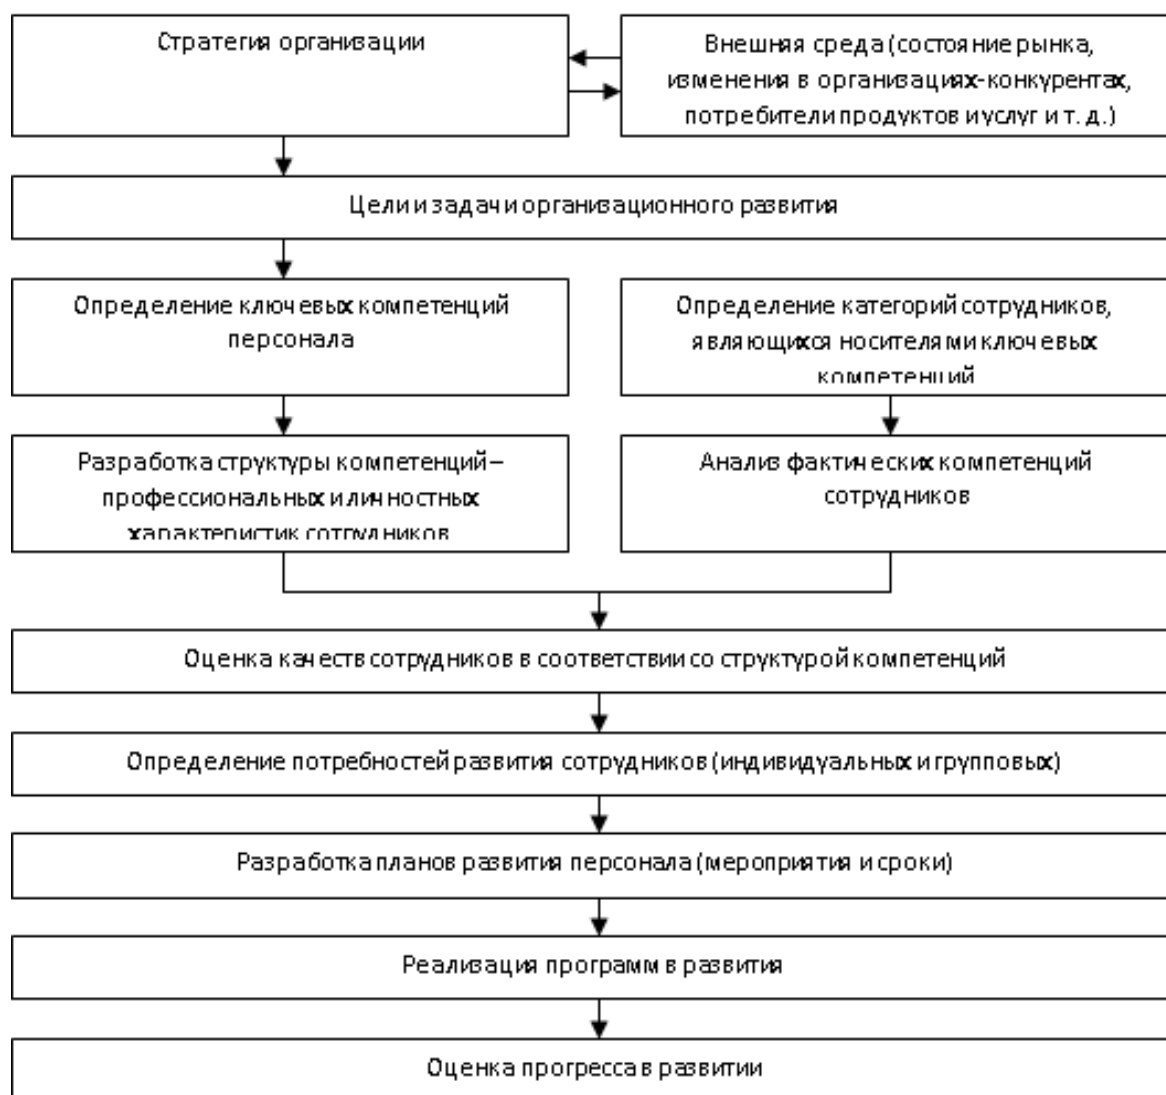 Стратегия организации
Внешняя среда (состояние рынка,
изменения в организациях-конкурентах,
потребители продуктов и услуг и т. д.)
Цели и задачи организационного развития
Определение ключевых компетенций
персонала
Определение категорий сотрудников,
являющихся носителями ключевых
компетенций
Разработка структуры компетенций –
профессиональных и личностных
характеристик сотрудников
Анализ фактических компетенций
сотрудников
Оценка качеств сотрудников в соответствии со структурой компетенций
Определение потребностей развития сотрудников (индивидуальных и групповых)
Разработка планов развития персонала (мероприятия и сроки)
Реализация программ в развития
Оценка прогресса в развитии